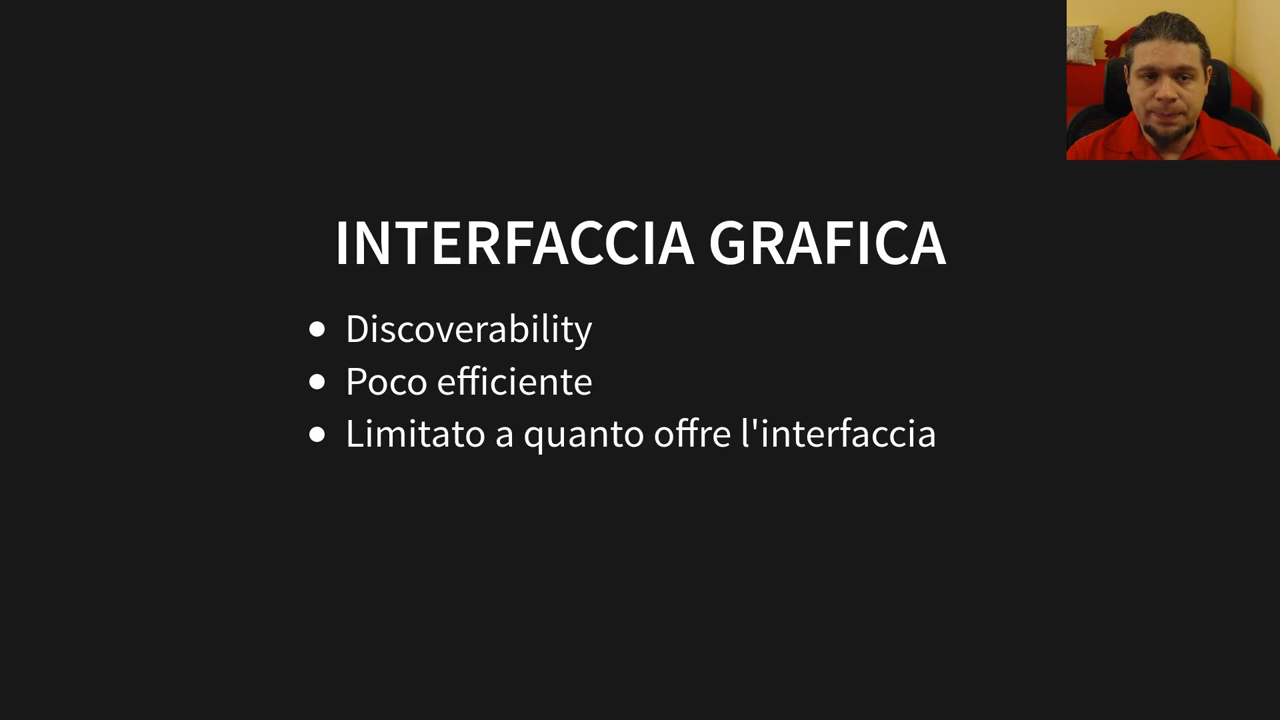 INTERFACCIA GRAFICA
Discoverability
Poco efficiente
Limitato a quanto offre l'interfaccia